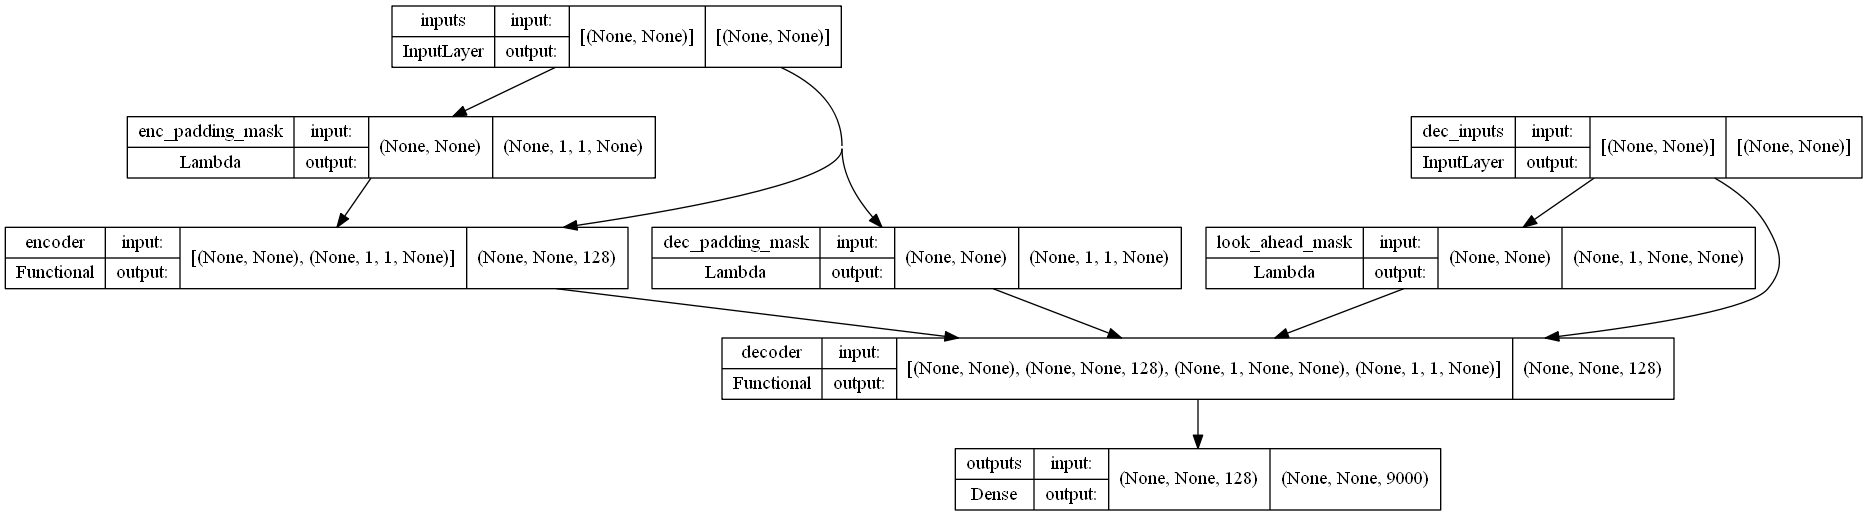 inputs input: [(None, None)] [(None, None)]
InputLayer output:
enc_padding_mask input: (None, None) (None, 1, 1, None)
Lambda output:
dec_inputs input: [(None, None)] [(None, None)]
InputLayer output:
encoder input: [(None, None), (None, 1, 1, None)] (None, None, 128)
Functional output:
dec_padding_mask input: (None, None) (None, 1, 1, None)
Lambda output:
look_ahead_mask input: (None, None) (None, 1, None, None)
Lambda output:
decoder input: [(None, None), (None, None, 128), (None, 1, None, None), (None, 1, 1, None)] (None, None, 128)
Functional output:
outputs input: (None, None, 128) (None, None, 9000)
Dense output: